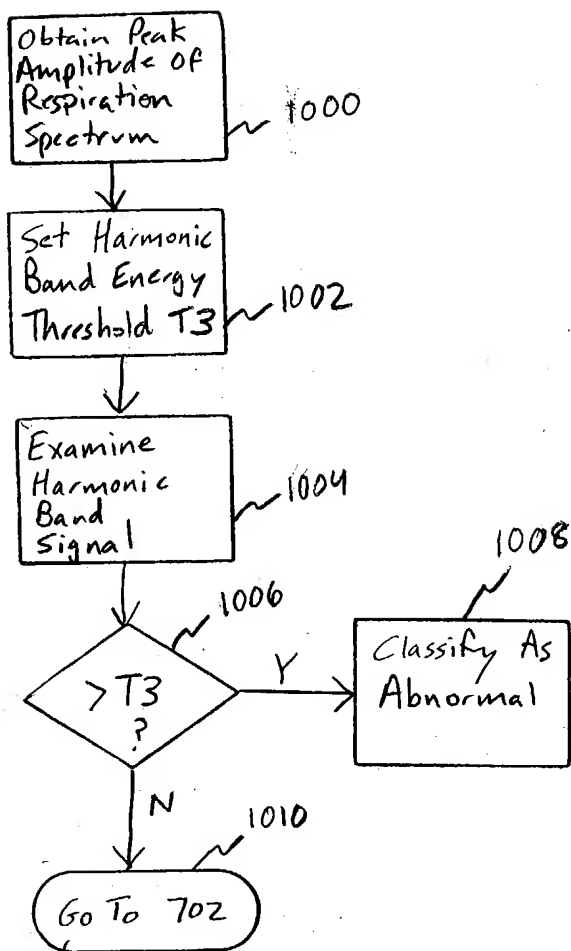 Obtain Peak
Amplitude of
Respiration
Spectrum
1000
Set Harmonic
Band Energy
Threshold T3
1002
Examine
Harmonic
Band
Signal
1004
1006
> T3
?
Y
1008
Classify As
Abnormal
N
1010
Go To 702